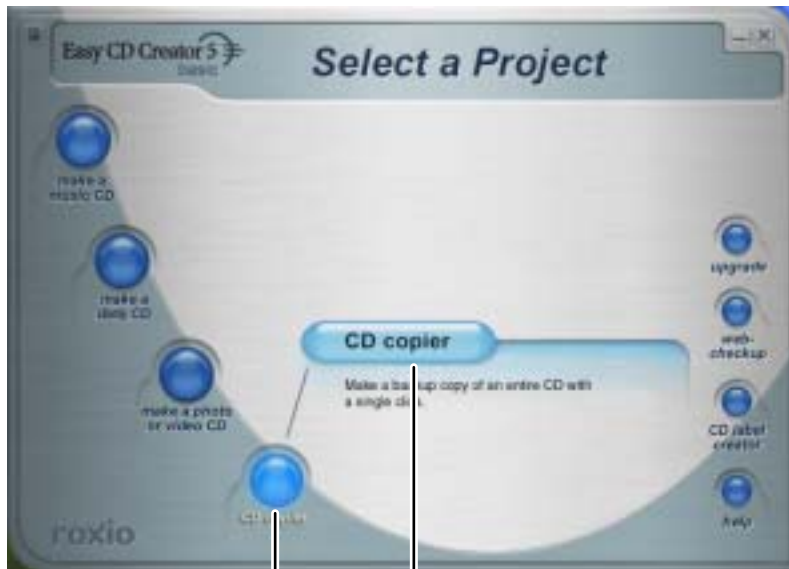 Easy CD Creator 5
BASIC
Select a Project
make a
music CD
make a
data CD
make a photo
or video CD
CD copier
Make a backup copy of an entire CD with
a single click.
CD copier
upgrade
web-
checkup
CD label
creator
help
roxio